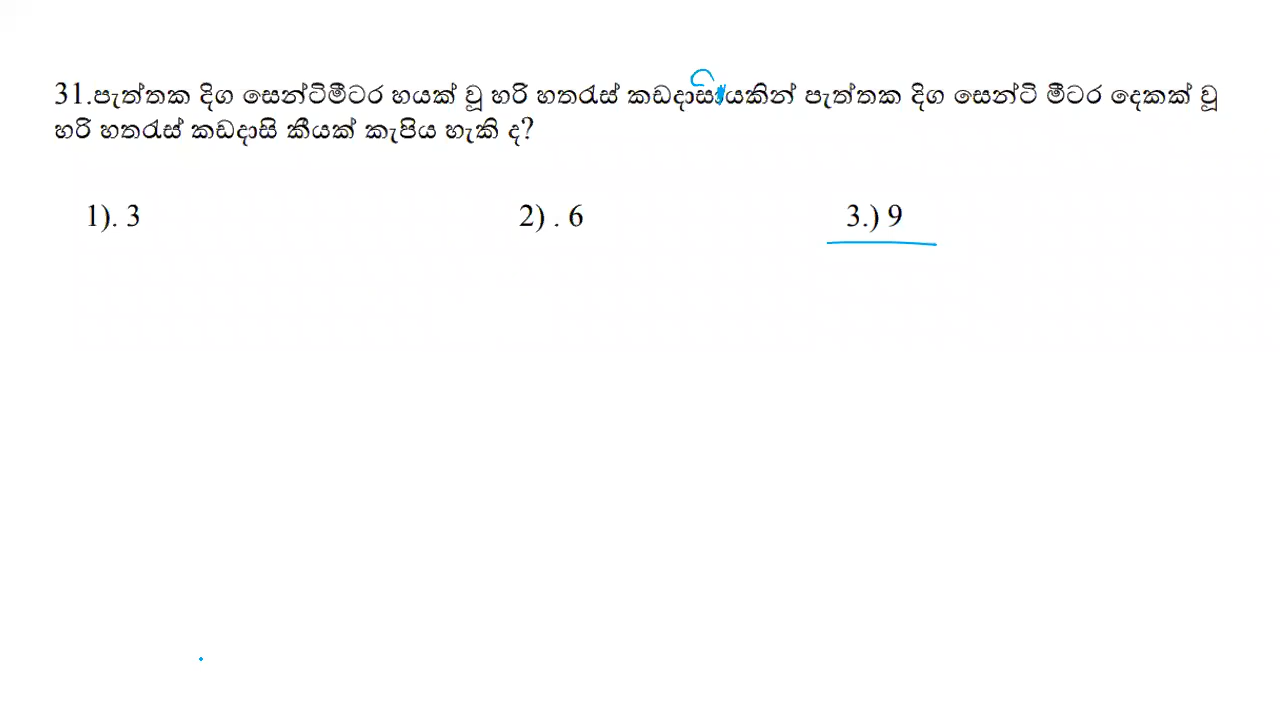 31.පැත්තක දිග සෙන්ටිමීටර හයක් වූ හරි හතරැස් කඩදාසියකින් පැත්තක දිග සෙන්ටි මීටර දෙකක් වූ
හරි හතරැස් කඩදාසි කීයක් කැපිය හැකි ද?
1). 3 2) . 6 3.) 9